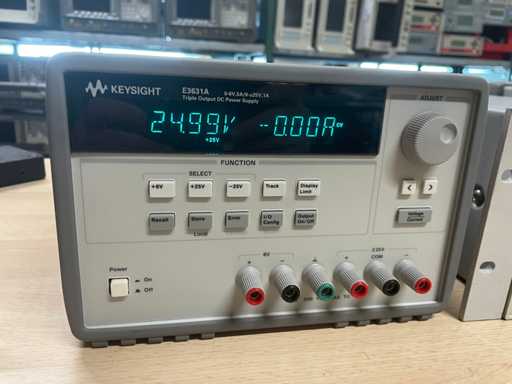 KEYSIGHT E3631A 0-6V,5A/0-±25V,1A
Triple Output DC Power Supply
ADJUST
24.99V -0.00A CV
+25V
FUNCTION
SELECT
+6V +25V -25V Track Display Limit
Recall Store Error I/O Config Output On/Off
Local
Voltage Current
Power
On
Off
6V
±25V
COM
+ - + -